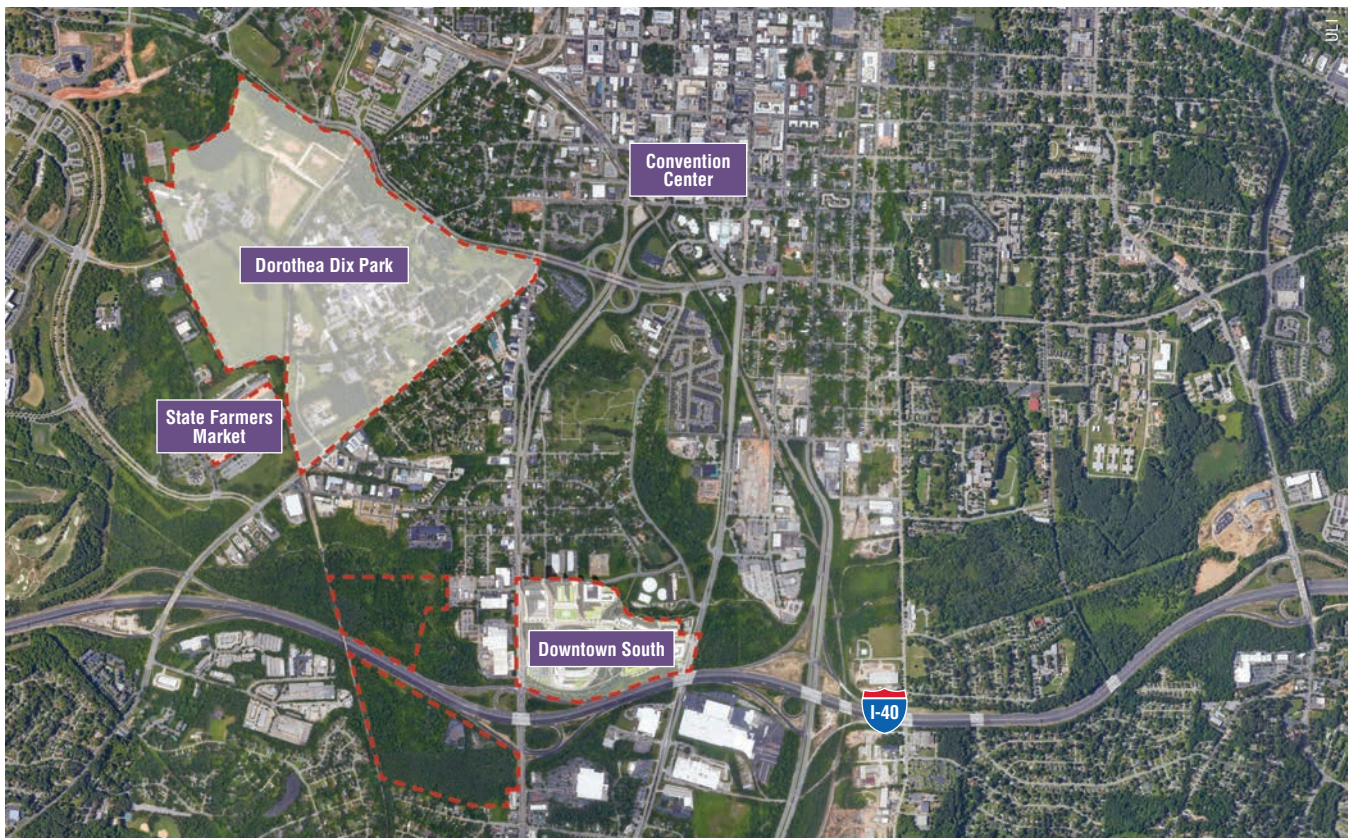 ULI
Convention
Center
Dorothea Dix Park
State Farmers
Market
Downtown South
I-40